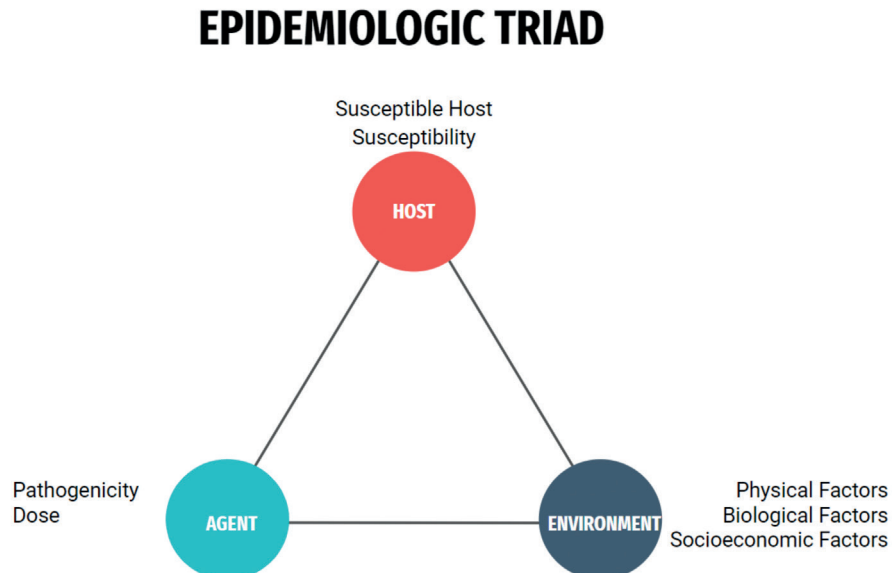 EPIDEMIOLOGIC TRIAD
Susceptible Host
Susceptibility
HOST
Pathogenicity
Dose
AGENT
ENVIRONMENT
Physical Factors
Biological Factors
Socioeconomic Factors